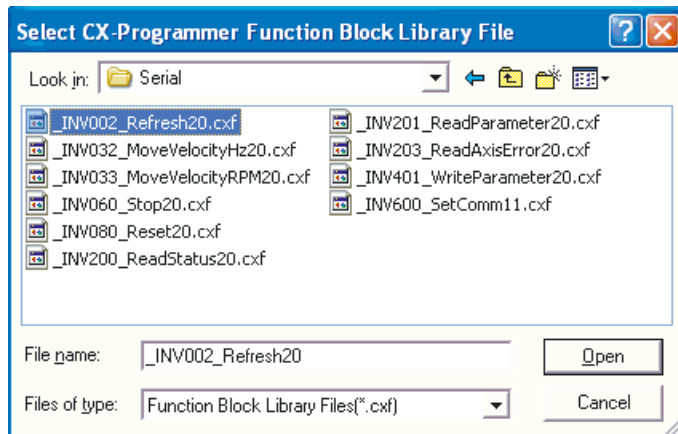 Select CX-Programmer Function Block Library File
Look in: Serial
_INV002_Refresh20.cxf
_INV032_MoveVelocityHz20.cxf
_INV033_MoveVelocityRPM20.cxf
_INV060_Stop20.cxf
_INV080_Reset20.cxf
_INV200_ReadStatus20.cxf
_INV201_ReadParameter20.cxf
_INV203_ReadAxisError20.cxf
_INV401_WriteParameter20.cxf
_INV600_SetComm11.cxf
File name: _INV002_Refresh20 Open
Files of type: Function Block Library Files(*.cxf) Cancel